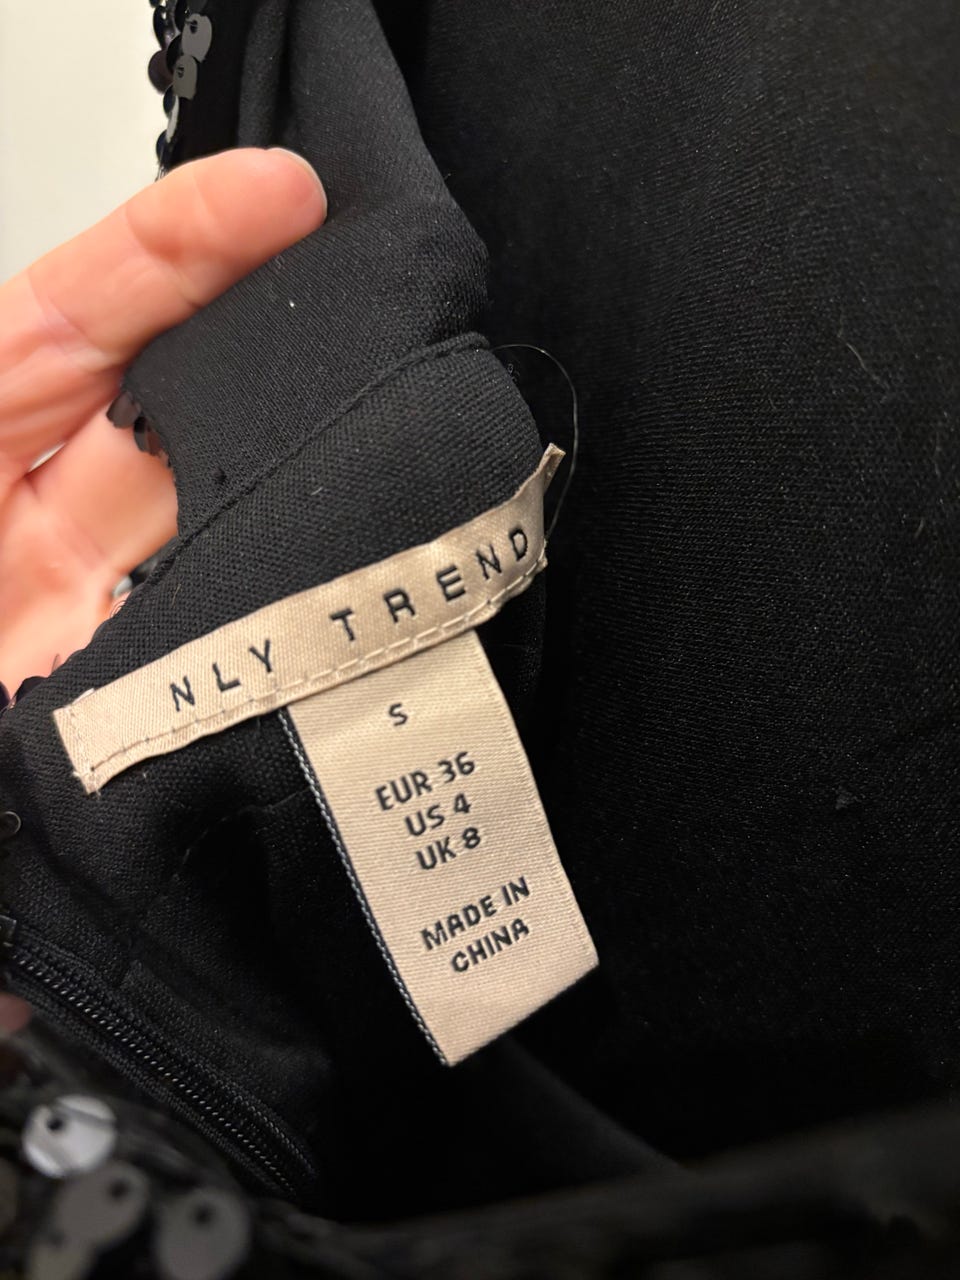 NLY TREND
S
EUR 36
US 4
UK 8
MADE IN
CHINA